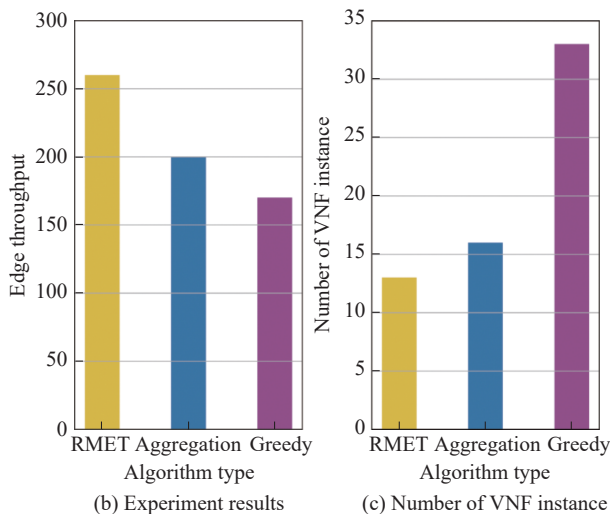 300
250
200
150
100
50
0
Edge throughput
RMET Aggregation Greedy
Algorithm type
(b) Experiment results
35
30
25
20
15
10
5
0
Number of VNF instance
RMET Aggregation Greedy
Algorithm type
(c) Number of VNF instance